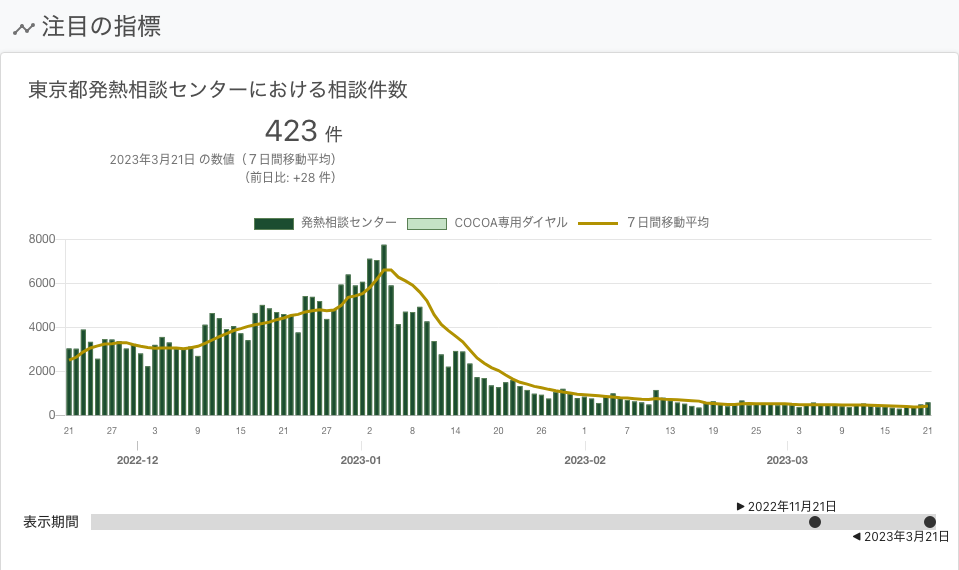 注目の指標
東京都発熱相談センターにおける相談件数
423 件
2023年3月21日 の数値（７日間移動平均）
（前日比: +28 件）
発熱相談センター COCOA専用ダイヤル ７日間移動平均
8000
6000
4000
2000
0
21 27 3 9 15 21 27 2 8 14 20 26 1 7 13 19 25 3 9 15 21
2022-12 2023-01 2023-02 2023-03
▶ 2022年11月21日
表示期間
◀ 2023年3月21日